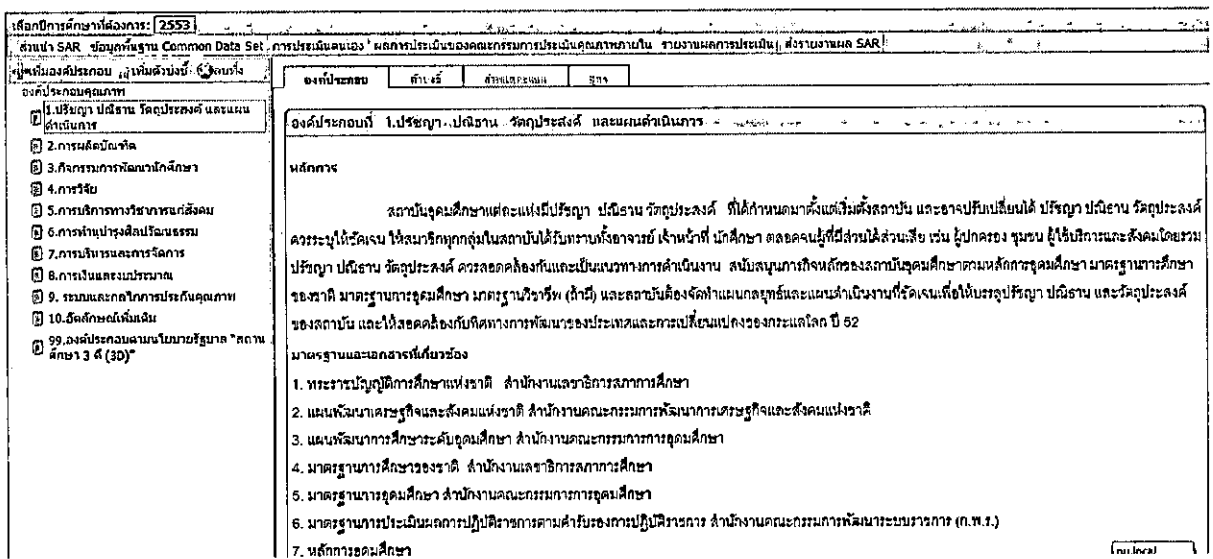 เลือกปีการศึกษาที่ต้องการ: 2553
ส่วนนำ SAR ข้อมูลพื้นฐาน Common Data Set การประเมินตนเอง ผลการประเมินของคณะกรรมการประเมินคุณภาพภายใน รายงานผลการประเมิน ส่งรายงานผล SAR
เพิ่มองค์ประกอบ เพิ่มตัวบ่งชี้ ลบทิ้ง
องค์ประกอบคุณภาพ
1.ปรัชญา ปณิธาน วัตถุประสงค์ และแผน
ดำเนินการ
2.การผลิตบัณฑิต
3.กิจกรรมการพัฒนานักศึกษา
4.การวิจัย
5.การบริการทางวิชาการแก่สังคม
6.การทำนุบำรุงศิลปวัฒนธรรม
7.การบริหารและการจัดการ
8.การเงินและงบประมาณ
9. ระบบและกลไกการประกันคุณภาพ
10.อัตลักษณ์เพิ่มเติม
99.องค์ประกอบตามนโยบายรัฐบาล "สถาน
ศึกษา 3 ดี (3D)"
องค์ประกอบ
องค์ประกอบที่ 1.ปรัชญา ปณิธาน วัตถุประสงค์ และแผนดำเนินการ
หลักการ
สถาบันอุดมศึกษาแต่ละแห่งมีปรัชญา ปณิธาน วัตถุประสงค์ ที่ได้กำหนดมาตั้งแต่เริ่มตั้งสถาบัน และอาจปรับเปลี่ยนได้ ปรัชญา ปณิธาน วัตถุประสงค์
ควรระบุให้ชัดเจน ให้สมาชิกทุกกลุ่มในสถาบันได้รับทราบทั้งอาจารย์ เจ้าหน้าที่ นักศึกษา ตลอดจนผู้ที่มีส่วนได้ส่วนเสีย เช่น ผู้ปกครอง ชุมชน ผู้ใช้บริการและสังคมโดยรวม
ปรัชญา ปณิธาน วัตถุประสงค์ ควรสอดคล้องกันและเป็นแนวทางการดำเนินงาน สนับสนุนภารกิจหลักของสถาบันอุดมศึกษาตามหลักการอุดมศึกษา มาตรฐานการศึกษา
ของชาติ มาตรฐานการอุดมศึกษา มาตรฐานวิชาชีพ (ถ้ามี) และสถาบันต้องจัดทำแผนกลยุทธ์และแผนดำเนินงานที่ชัดเจนเพื่อให้บรรลุปรัชญา ปณิธาน และวัตถุประสงค์
ของสถาบัน และให้สอดคล้องกับทิศทางการพัฒนาของประเทศและการเปลี่ยนแปลงของกระแสโลก ปี 52
มาตรฐานและเอกสารที่เกี่ยวข้อง
1. พระราชบัญญัติการศึกษาแห่งชาติ สำนักงานเลขาธิการสภาการศึกษา
2. แผนพัฒนาเศรษฐกิจและสังคมแห่งชาติ สำนักงานคณะกรรมการพัฒนาการเศรษฐกิจและสังคมแห่งชาติ
3. แผนพัฒนาการศึกษาระดับอุดมศึกษา สำนักงานคณะกรรมการการอุดมศึกษา
4. มาตรฐานการศึกษาของชาติ สำนักงานเลขาธิการสภาการศึกษา
5. มาตรฐานการอุดมศึกษา สำนักงานคณะกรรมการการอุดมศึกษา
6. มาตรฐานการประเมินผลการปฏิบัติราชการตามคำรับรองการปฏิบัติราชการ สำนักงานคณะกรรมการพัฒนาระบบราชการ (ก.พ.ร.)
7. หลักการอุดมศึกษา